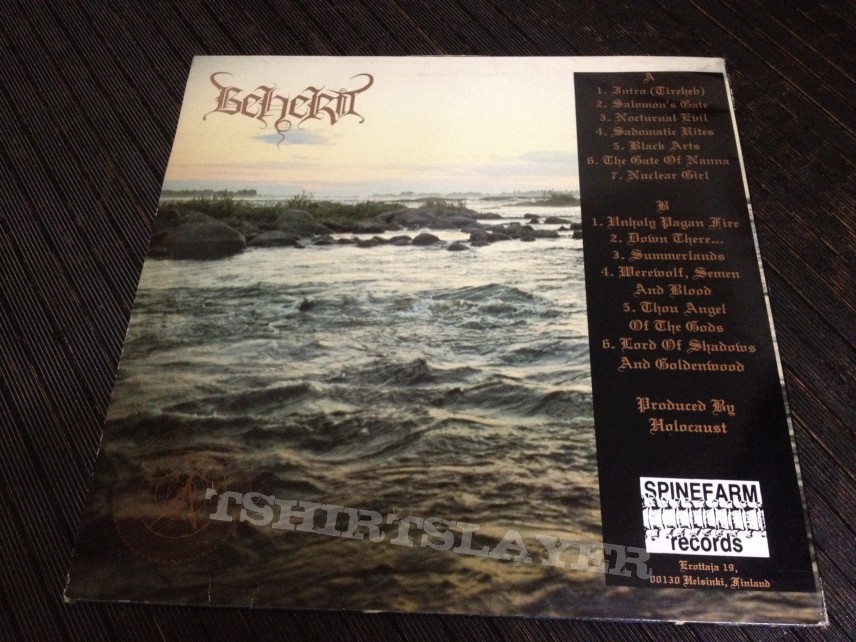 Beherit
A
1. Intro (Tireheb)
2. Salomon's Gate
3. Nocturnal Evil
4. Sadomatic Rites
5. Black Arts
6. The Gate Of Nanna
7. Nuclear Girl
B
1. Unholy Pagan Fire
2. Down There...
3. Summerlands
4. Werewolf, Semen
And Blood
5. Thou Angel
Of The Gods
6. Lord Of Shadows
And Goldenwood
Produced By
Holocaust
SPINEFARM
records
Erottaja 19,
00130 Helsinki, Finland
TSHIRTSLAYER